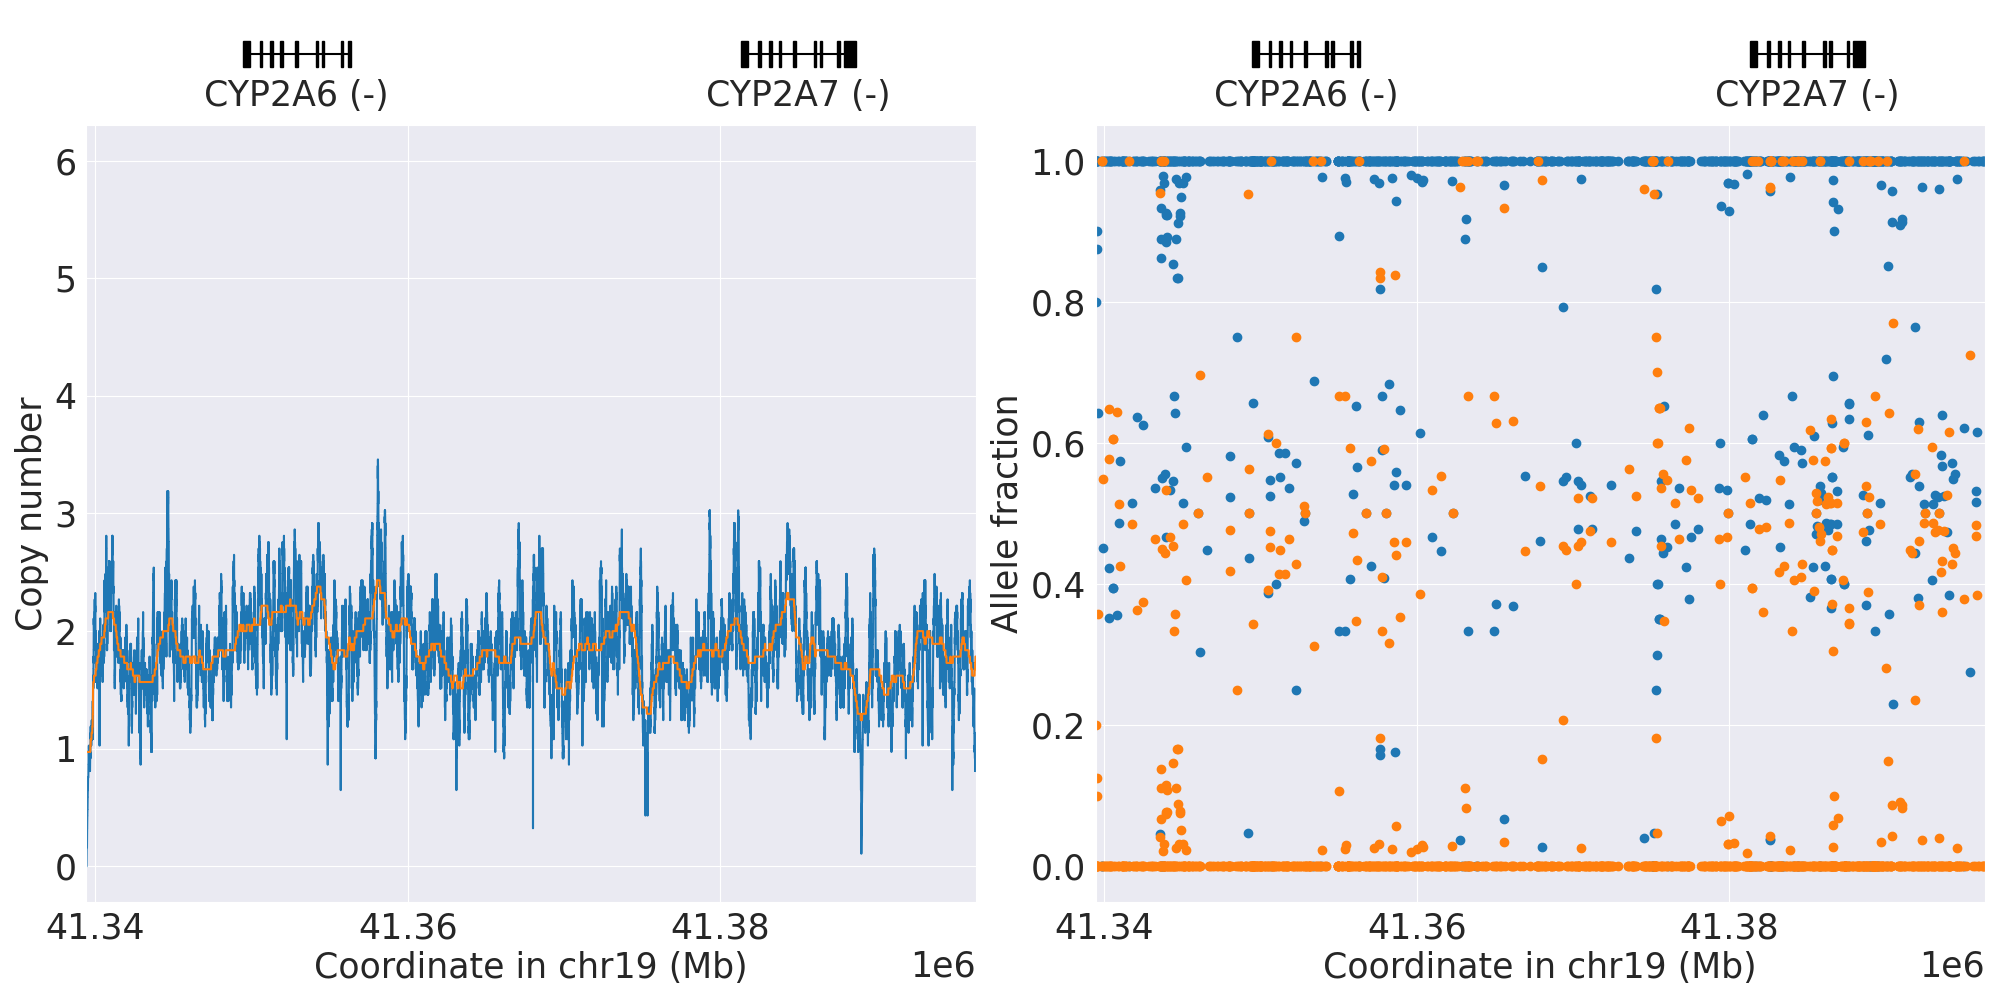 CYP2A6 (-) CYP2A7 (-)
6
5
4
3
2
1
0
Copy number
41.34 41.36 41.38
Coordinate in chr19 (Mb) 1e6
CYP2A6 (-) CYP2A7 (-)
1.0
0.8
0.6
0.4
0.2
0.0
Allele fraction
41.34 41.36 41.38
Coordinate in chr19 (Mb) 1e6